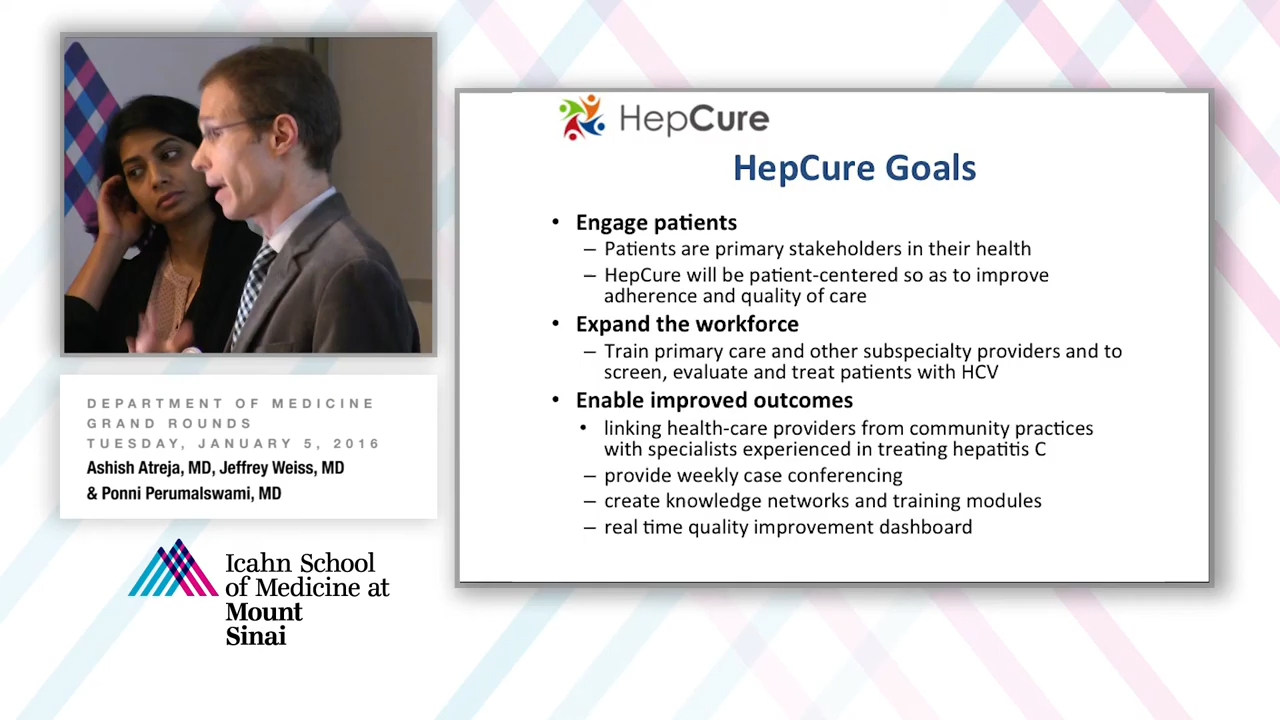 DEPARTMENT OF MEDICINE
GRAND ROUNDS
TUESDAY, JANUARY 5, 2016
Ashish Atreja, MD, Jeffrey Weiss, MD
& Ponni Perumalswami, MD
Icahn School
of Medicine at
Mount
Sinai
HepCure
HepCure Goals
• Engage patients
– Patients are primary stakeholders in their health
– HepCure will be patient-centered so as to improve
adherence and quality of care
• Expand the workforce
– Train primary care and other subspecialty providers and to
screen, evaluate and treat patients with HCV
• Enable improved outcomes
• linking health-care providers from community practices
with specialists experienced in treating hepatitis C
– provide weekly case conferencing
– create knowledge networks and training modules
– real time quality improvement dashboard